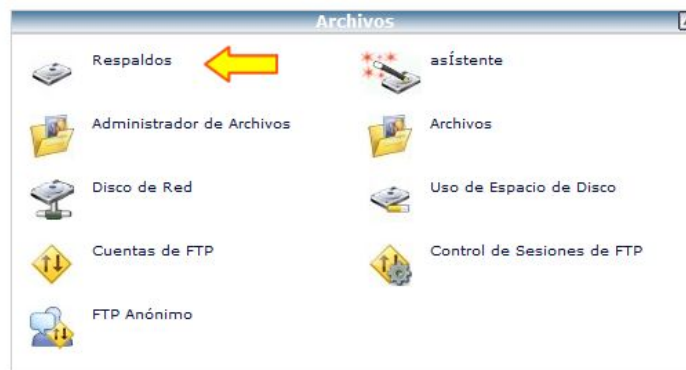 Archivos
Respaldos
asÍstente
Administrador de Archivos
Archivos
Disco de Red
Uso de Espacio de Disco
Cuentas de FTP
Control de Sesiones de FTP
FTP Anónimo